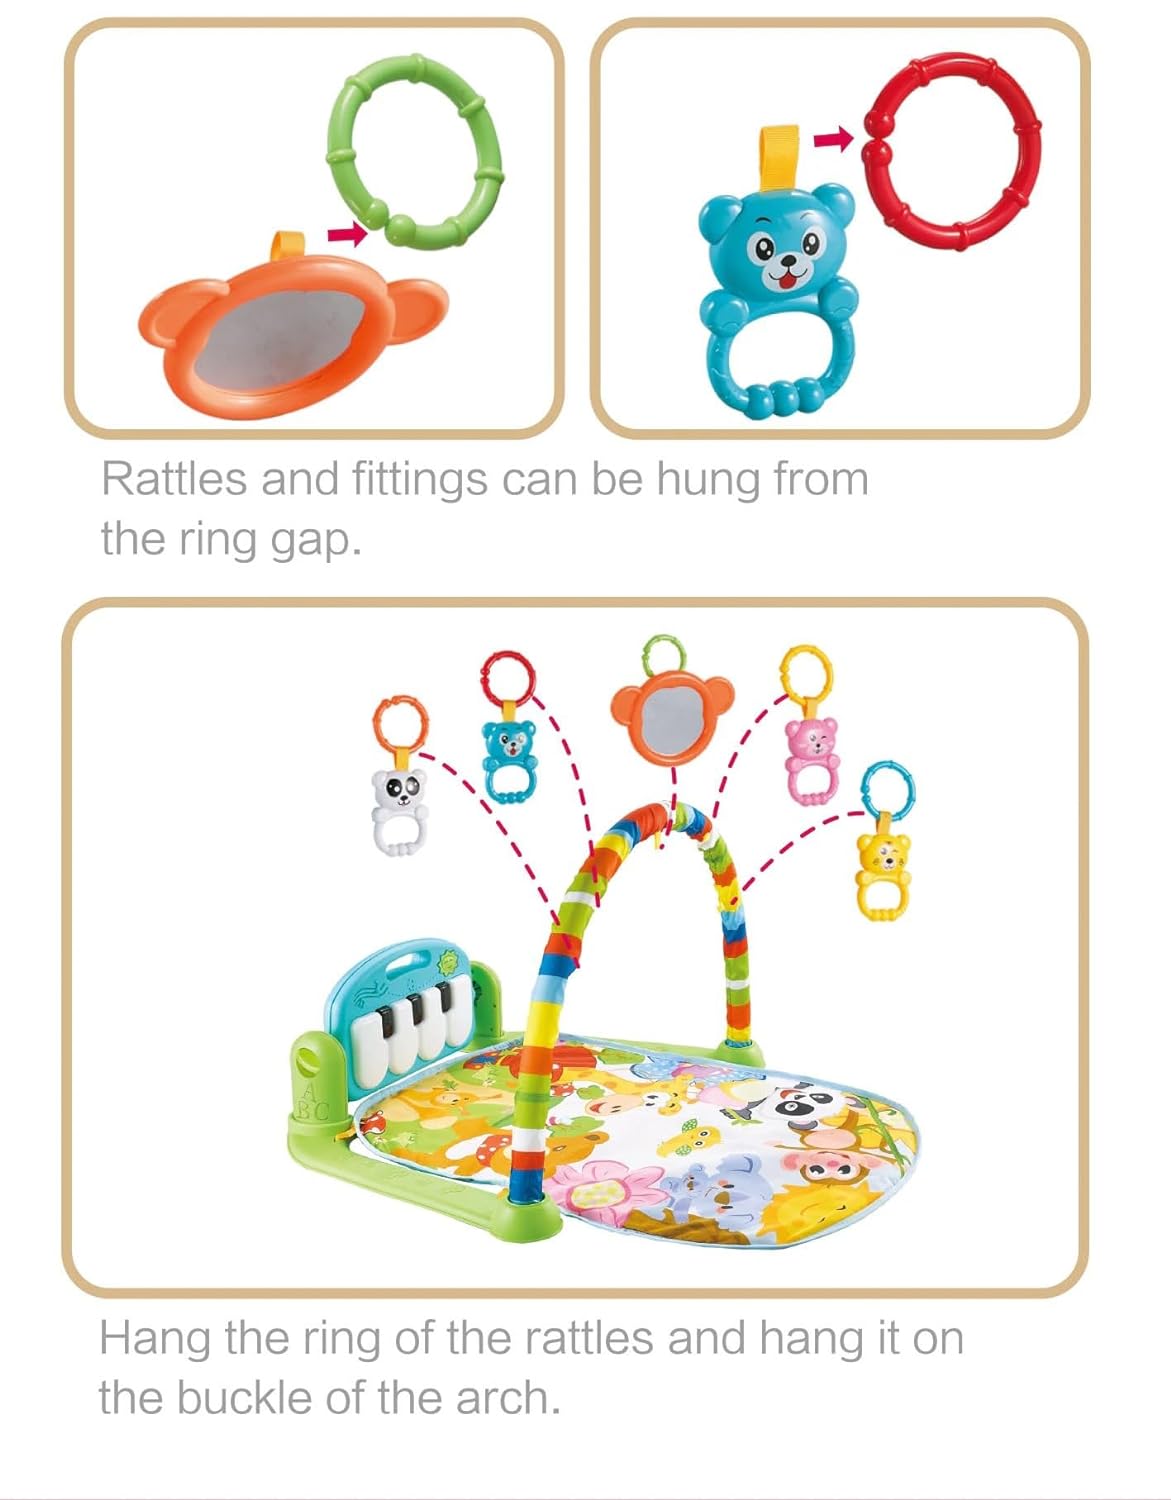 Rattles and fittings can be hung from
the ring gap.
A
BC
Hang the ring of the rattles and hang it on
the buckle of the arch.